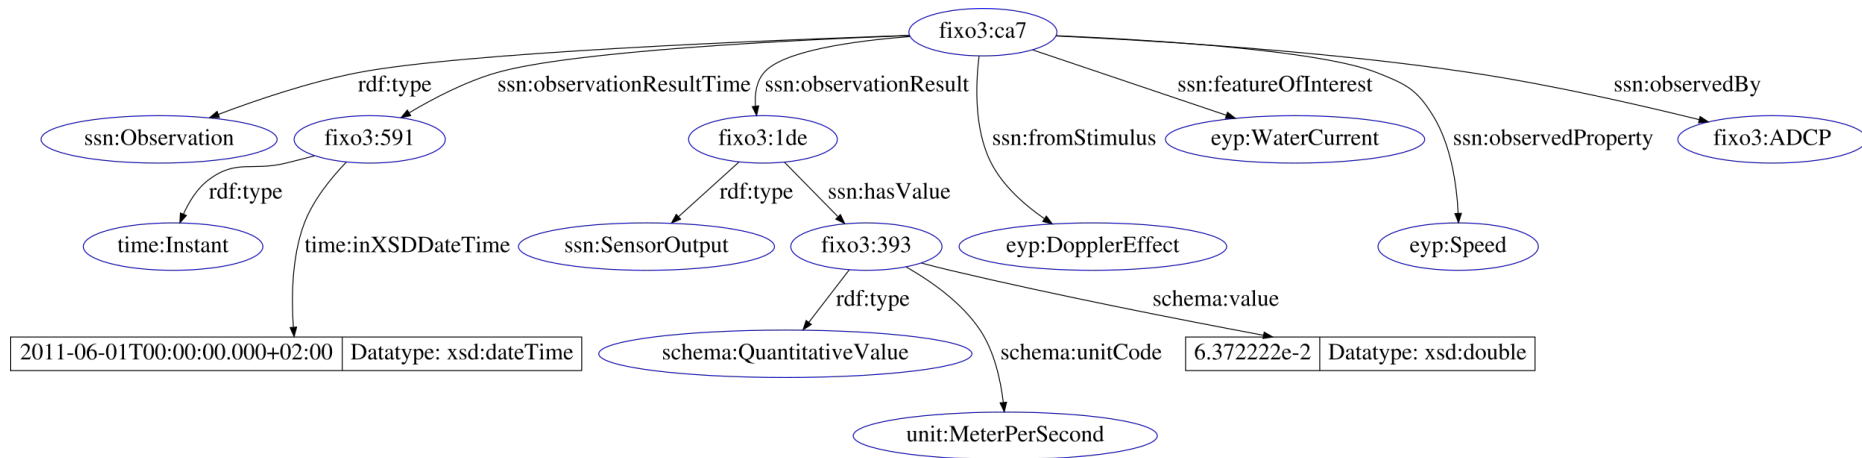 fixo3:ca7
rdf:type
ssn:observationResultTime
ssn:observationResult
ssn:featureOfInterest
ssn:observedBy
ssn:Observation
fixo3:591
fixo3:1de
ssn:fromStimulus
eyp:WaterCurrent
ssn:observedProperty
fixo3:ADCP
rdf:type
rdf:type
ssn:hasValue
time:Instant
time:inXSDDateTime
ssn:SensorOutput
fixo3:393
eyp:DopplerEffect
eyp:Speed
rdf:type
schema:value
2011-06-01T00:00:00.000+02:00 Datatype: xsd:dateTime
schema:QuantitativeValue
schema:unitCode
6.372222e-2 Datatype: xsd:double
unit:MeterPerSecond